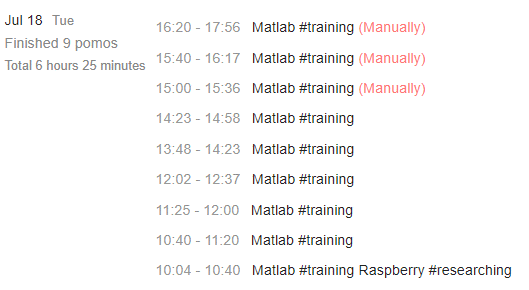 Jul 18 Tue
Finished 9 pomos
Total 6 hours 25 minutes
16:20 - 17:56 Matlab #training (Manually)
15:40 - 16:17 Matlab #training (Manually)
15:00 - 15:36 Matlab #training (Manually)
14:23 - 14:58 Matlab #training
13:48 - 14:23 Matlab #training
12:02 - 12:37 Matlab #training
11:25 - 12:00 Matlab #training
10:40 - 11:20 Matlab #training
10:04 - 10:40 Matlab #training Raspberry #researching